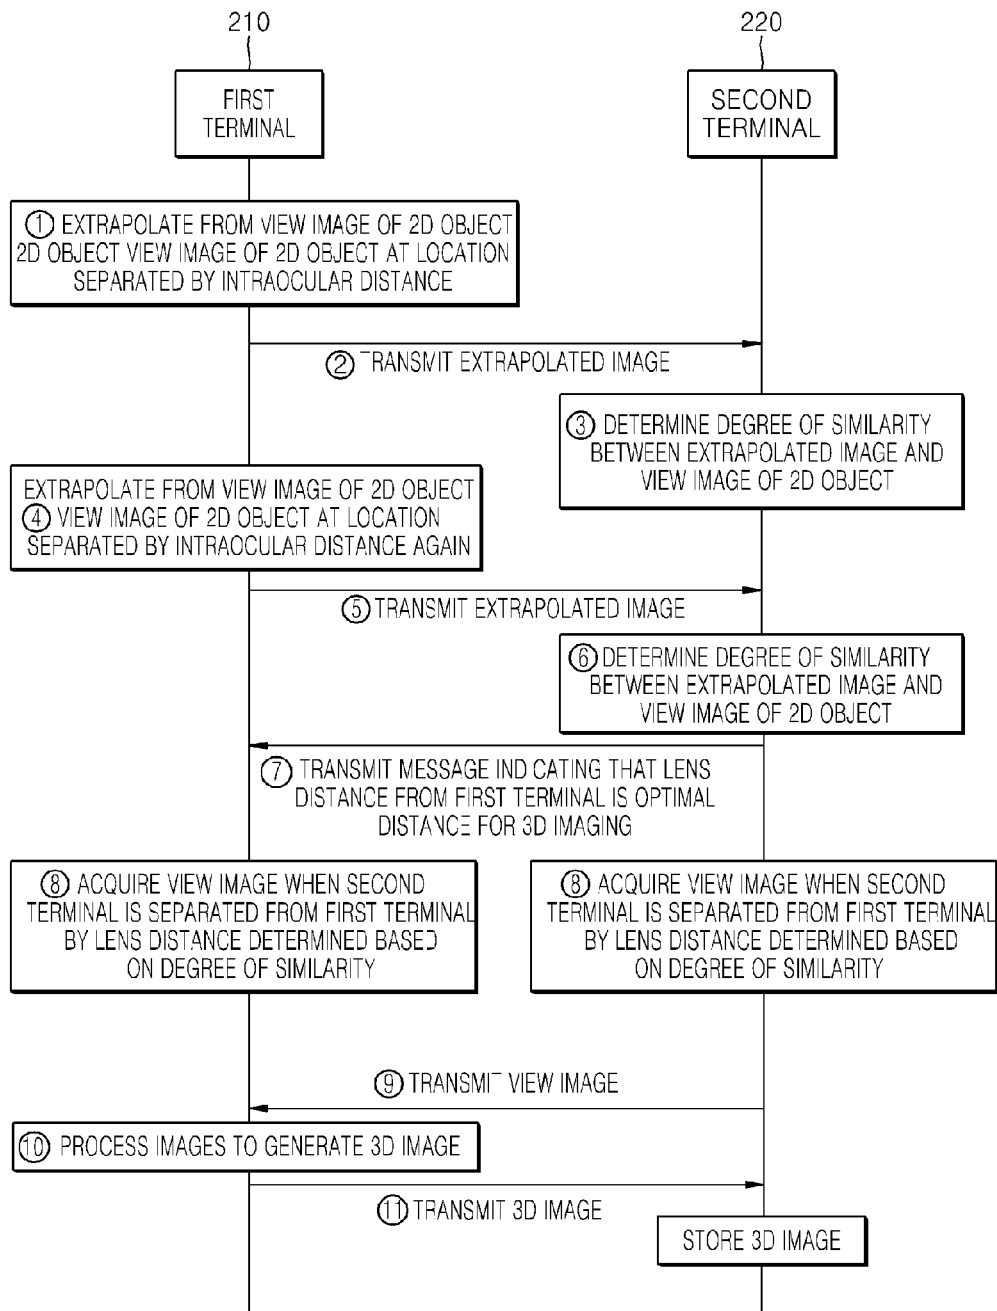 210
220
FIRST
TERMINAL
SECOND
TERMINAL
① EXTRAPOLATE FROM VIEW IMAGE OF 2D OBJECT
2D OBJECT VIEW IMAGE OF 2D OBJECT AT LOCATION
SEPARATED BY INTRAOCULAR DISTANCE
② TRANSMIT EXTRAPOLATED IMAGE
③ DETERMINE DEGREE OF SIMILARITY
BETWEEN EXTRAPOLATED IMAGE AND
VIEW IMAGE OF 2D OBJECT
EXTRAPOLATE FROM VIEW IMAGE OF 2D OBJECT
④ VIEW IMAGE OF 2D OBJECT AT LOCATION
SEPARATED BY INTRAOCULAR DISTANCE AGAIN
⑤ TRANSMIT EXTRAPOLATED IMAGE
⑥ DETERMINE DEGREE OF SIMILARITY
BETWEEN EXTRAPOLATED IMAGE AND
VIEW IMAGE OF 2D OBJECT
⑦ TRANSMIT MESSAGE INDICATING THAT LENS
DISTANCE FROM FIRST TERMINAL IS OPTIMAL
DISTANCE FOR 3D IMAGING
⑧ ACQUIRE VIEW IMAGE WHEN SECOND
TERMINAL IS SEPARATED FROM FIRST TERMINAL
BY LENS DISTANCE DETERMINED BASED
ON DEGREE OF SIMILARITY
⑧ ACQUIRE VIEW IMAGE WHEN SECOND
TERMINAL IS SEPARATED FROM FIRST TERMINAL
BY LENS DISTANCE DETERMINED BASED
ON DEGREE OF SIMILARITY
⑨ TRANSMIT VIEW IMAGE
⑩ PROCESS IMAGES TO GENERATE 3D IMAGE
⑪ TRANSMIT 3D IMAGE
STORE 3D IMAGE